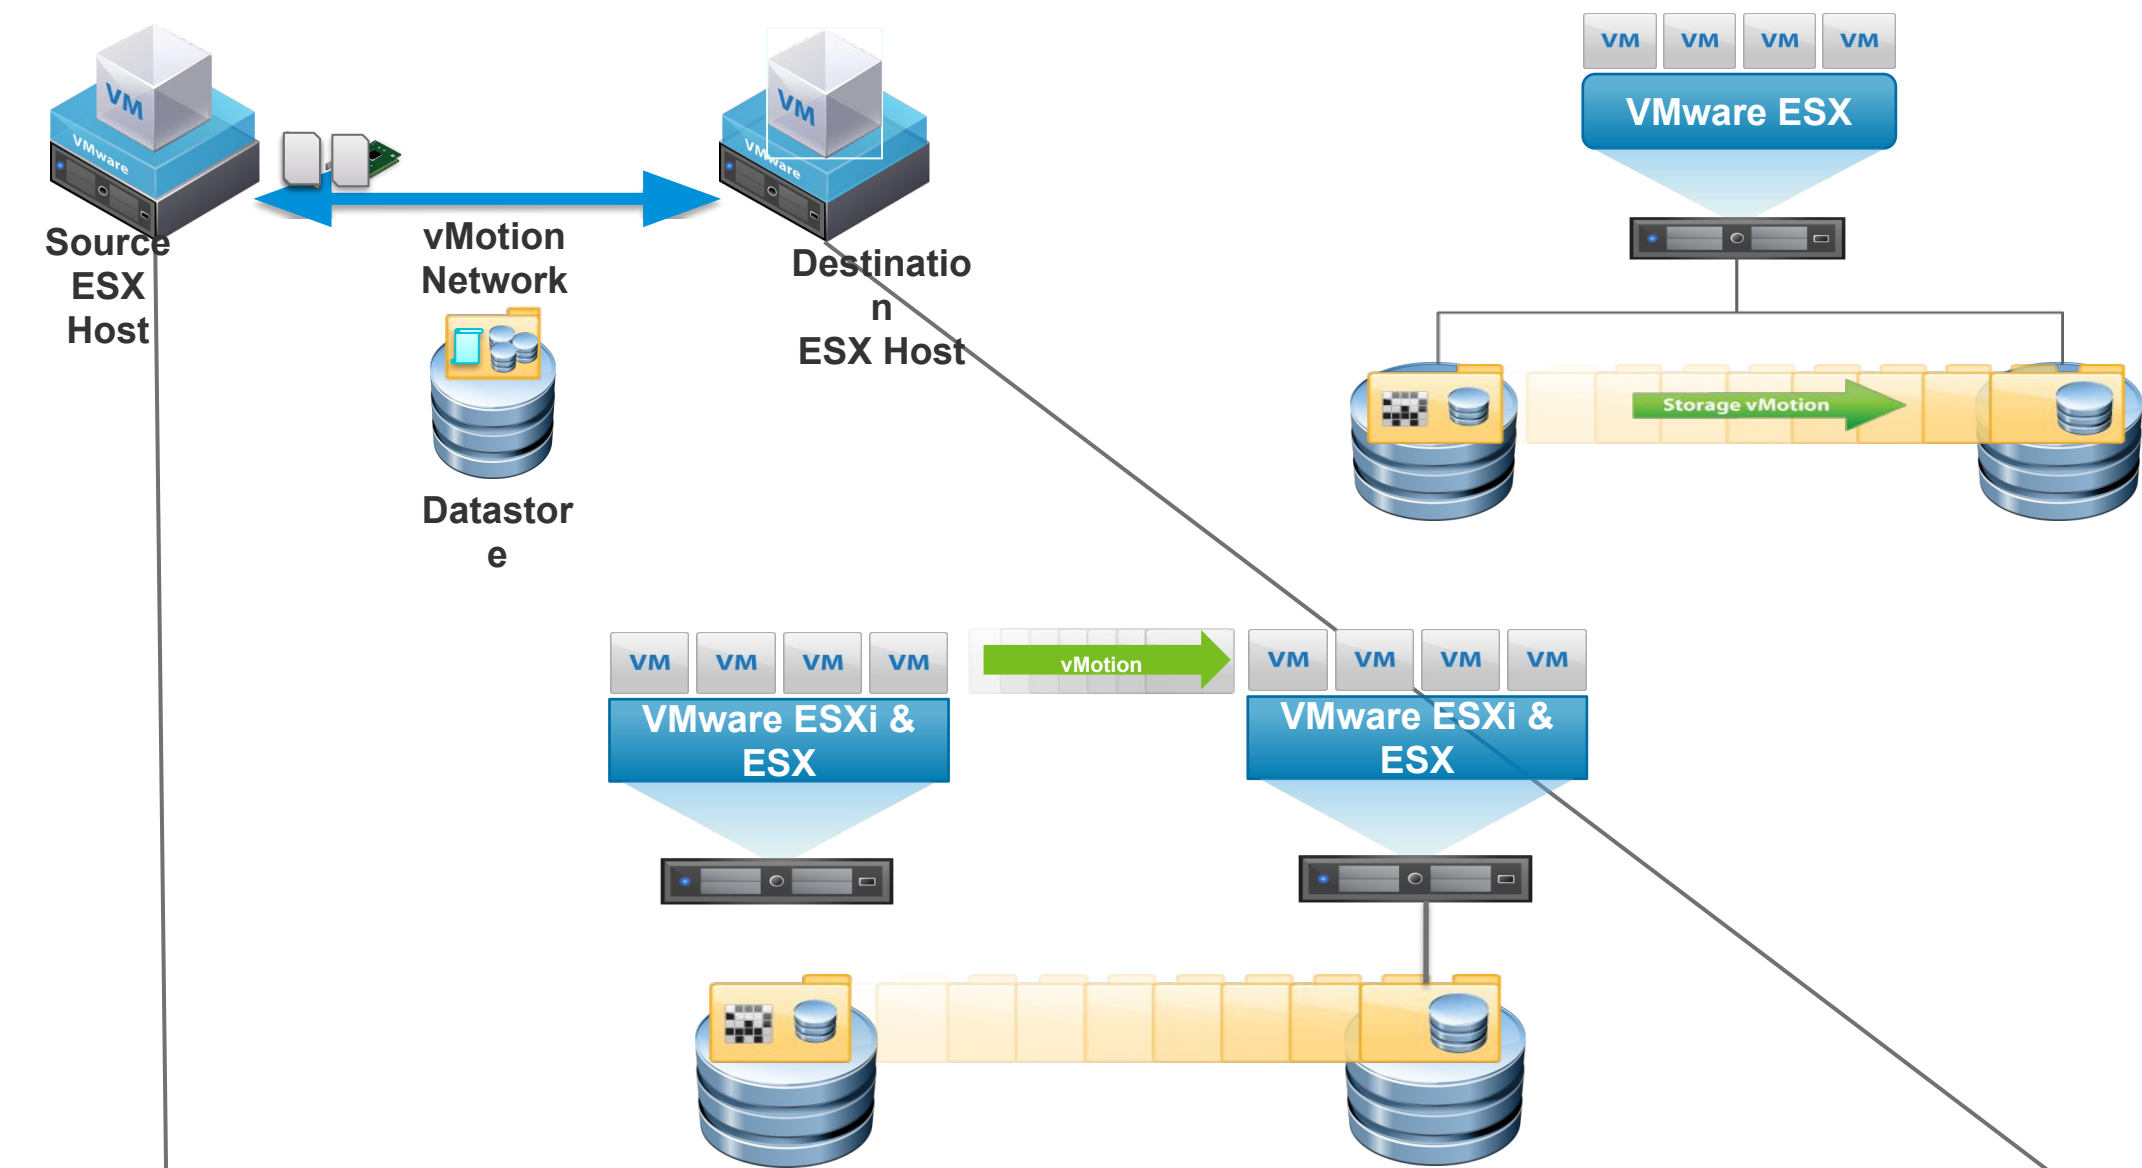 VM
VMware
Source
ESX
Host
vMotion
Network
Datastor
e
VM
VMware
Destinatio
n
ESX Host
VM VM VM VM
VMware ESX
Storage vMotion
VM VM VM VM
VMware ESXi &
ESX
vMotion
VM VM VM VM
VMware ESXi &
ESX